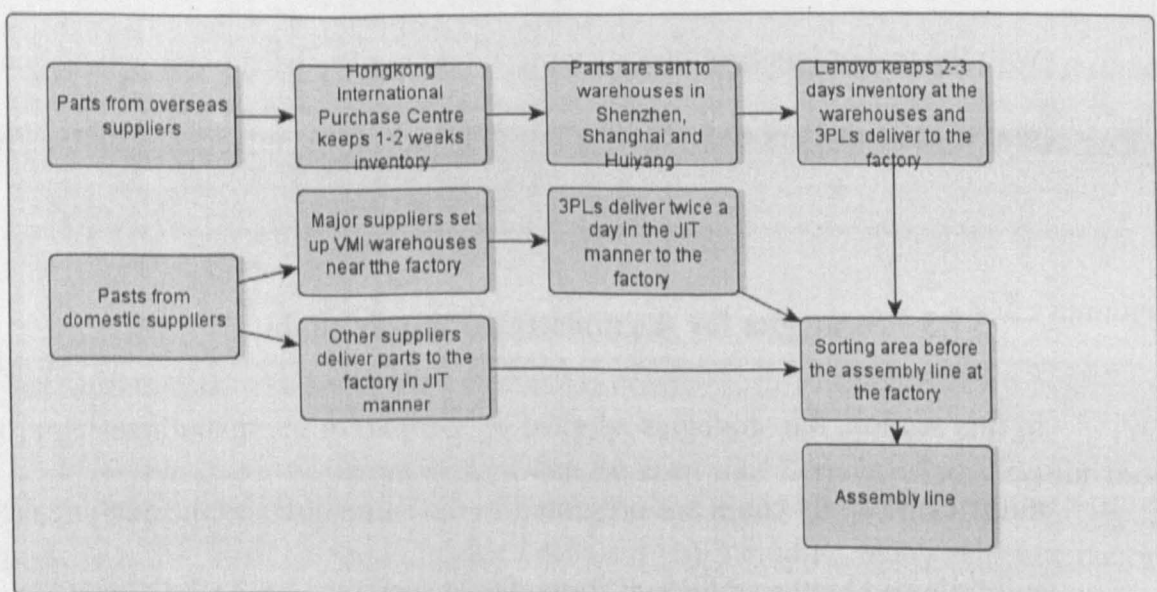 Parts from overseas
suppliers
Hongkong
International
Purchase Centre
keeps 1-2 weeks
inventory
Parts are sent to
warehouses in
Shenzhen,
Shanghai and
Huiyang
Lenovo keeps 2-3
days inventory at the
warehouses and
3PLs deliver to the
factory
Pasts from
domestic suppliers
Major suppliers set
up VMI warehouses
near tthe factory
3PLs deliver twice a
day in the JIT
manner to the
factory
Other suppliers
deliver parts to the
factory in JIT
manner
Sorting area before
the assembly line at
the factory
Assembly line